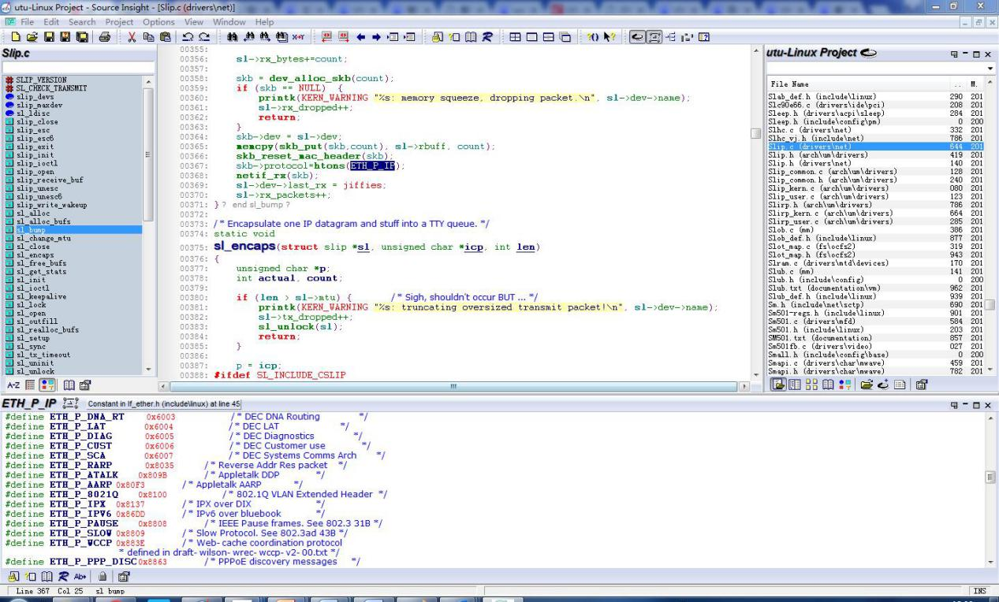 utu-Linux Project - Source Insight - [Slip.c (drivers\net)]
File Edit Search Project Options View Window Help
Slip.c
SLIP_VERSION
SL_CHECK_TRANSMIT
slip_devs
slip_maxdev
sl_ldisc
slip_close
slip_esc
slip_esc6
slip_exit
slip_init
slip_ioctl
slip_open
slip_receive_buf
slip_unesc
slip_unesc6
slip_write_wakeup
sl_alloc
sl_alloc_bufs
sl_bump
sl_change_mtu
sl_close
sl_encaps
sl_free_bufs
sl_get_stats
sl_init
sl_ioctl
sl_keepalive
sl_lock
sl_open
sl_outfill
sl_realloc_bufs
sl_setup
sl_sync
sl_tx_timeout
sl_uninit
sl_unlock
A-Z
00355:
00356: sl->rx_bytes+=count;
00357:
00358: skb = dev_alloc_skb(count);
00359: if (skb == NULL) {
00360: printk(KERN_WARNING "%s: memory squeeze, dropping packet.\n", sl->dev->name);
00361: sl->rx_dropped++;
00362: return;
00363: }
00364: skb->dev = sl->dev;
00365: memcpy(skb_put(skb,count), sl->rbuff, count);
00366: skb_reset_mac_header(skb);
00367: skb->protocol=htons(ETH_P_IP);
00368: netif_rx(skb);
00369: sl->dev->last_rx = jiffies;
00370: sl->rx_packets++;
00371: } ? end sl_bump ?
00372:
00373: /* Encapsulate one IP datagram and stuff into a TTY queue. */
00374: static void
00375: sl_encaps(struct slip *sl, unsigned char *icp, int len)
00376: {
00377: unsigned char *p;
00378: int actual, count;
00379:
00380: if (len > sl->mtu) { /* Sigh, shouldn't occur BUT ... */
00381: printk(KERN_WARNING "%s: truncating oversized transmit packet!\n", sl->dev->name);
00382: sl->tx_dropped++;
00383: sl_unlock(sl);
00384: return;
00385: }
00386:
00387: p = icp;
00388: #ifdef SL_INCLUDE_CSLIP
utu-Linux Project
File Name .. M.
Slab_def.h (include\linux) 290 201
Slc90e66.c (drivers\ide\pci) 208 201
Sleep.h (drivers\acpi\sleep) 284 201
Sleep.h (include\config\pm) 0 200
Slhc.c (drivers\net) 332 201
Slhc_vj.h (include\net) 786 201
Slip.c (drivers\net) 644 201
Slip.h (arch\um\drivers) 419 201
Slip.h (drivers\net) 140 201
Slip_common.c (arch\um\drivers) 128 201
Slip_common.h (arch\um\drivers) 240 201
Slip_kern.c (arch\um\drivers) 080 201
Slip_user.c (arch\um\drivers) 123 201
Slirp.h (arch\um\drivers) 786 201
Slirp_kern.c (arch\um\drivers) 664 201
Slirp_user.c (arch\um\drivers) 285 201
Slob.c (mm) 386 201
Slob_def.h (include\linux) 877 201
Slot_map.c (fs\ocfs2) 319 201
Slot_map.h (fs\ocfs2) 943 201
Slram.c (drivers\mtd\devices) 170 201
Slub.c (mm) 141 201
Slub.h (include\config) 0 200
Slub.txt (documentation\vm) 962 201
Slub_def.h (include\linux) 939 201
Sm.h (include\net\sctp) 690 201
Sm501-regs.h (include\linux) 901 201
Sm501.c (drivers\mfd) 584 201
Sm501.h (include\linux) 203 201
SM501.txt (documentation) 857 201
Sm501fb.c (drivers\video) 027 201
Small.h (include\config\base) 0 200
Smapi.c (drivers\char\mwave) 459 201
Smapi.h (drivers\char\mwave) 782 201
ETH_P_IP Constant in If_ether.h (include\linux) at line 45
#define ETH_P_DNA_RT 0x6003 /* DEC DNA Routing */
#define ETH_P_LAT 0x6004 /* DEC LAT */
#define ETH_P_DIAG 0x6005 /* DEC Diagnostics */
#define ETH_P_CUST 0x6006 /* DEC Customer use */
#define ETH_P_SCA 0x6007 /* DEC Systems Comms Arch */
#define ETH_P_RARP 0x8035 /* Reverse Addr Res packet */
#define ETH_P_ATALK 0x809B /* Appletalk DDP */
#define ETH_P_AARP 0x80F3 /* Appletalk AARP */
#define ETH_P_8021Q 0x8100 /* 802.1Q VLAN Extended Header */
#define ETH_P_IPX 0x8137 /* IPX over DIX */
#define ETH_P_IPV6 0x86DD /* IPv6 over bluebook */
#define ETH_P_PAUSE 0x8808 /* IEEE Pause frames. See 802.3 31B */
#define ETH_P_SLOW 0x8809 /* Slow Protocol. See 802.3ad 43B */
#define ETH_P_WCCP 0x883E /* Web-cache coordination protocol
* defined in draft-wilson-wrec-wccp-v2-00.txt */
#define ETH_P_PPP_DISC 0x8863 /* PPPoE discovery messages */
Line 367 Col 25 sl_bump INS